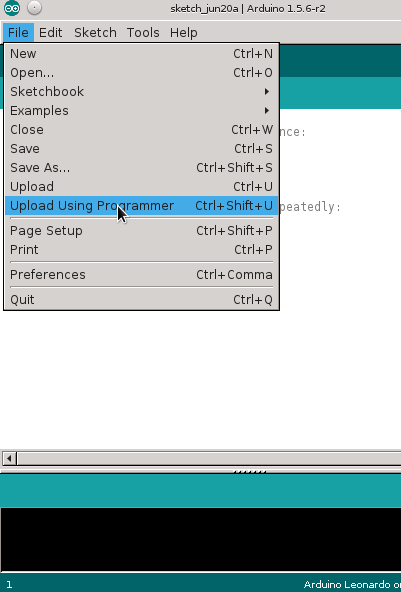 sketch_jun20a | Arduino 1.5.6-r2
File Edit Sketch Tools Help
New Ctrl+N
Open... Ctrl+O
Sketchbook
Examples
Close Ctrl+W
Save Ctrl+S
Save As... Ctrl+Shift+S
Upload Ctrl+U
Upload Using Programmer Ctrl+Shift+U
Page Setup Ctrl+Shift+P
Print Ctrl+P
Preferences Ctrl+Comma
Quit Ctrl+Q
nce:
peatedly:
1 Arduino Leonardo o